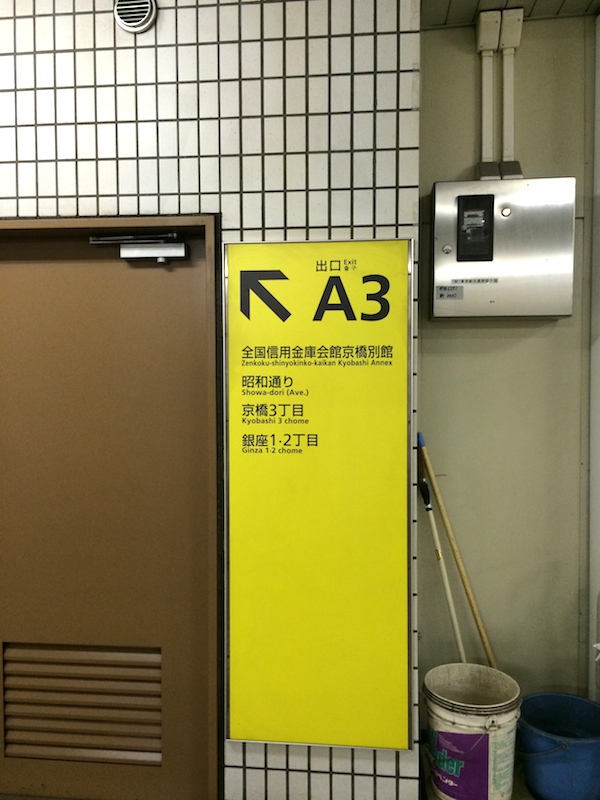 出口 Exit
출구
A3
全国信用金庫会館京橋別館
Zenkoku-shinyokinko-kaikan Kyobashi Annex
昭和通り
Showa-dori (Ave.)
京橋3丁目
Kyobashi 3 chome
銀座1·2丁目
Ginza 1·2 chome